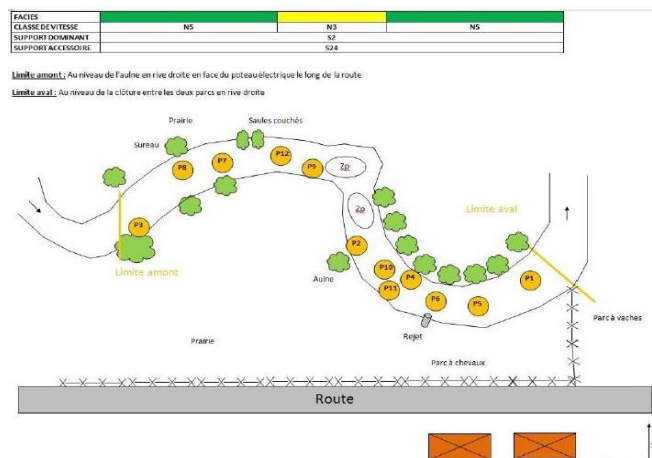 FACIES
CLASSE DE VITESSE N5 N3 N5
SUPPORT DOMINANT S2
SUPPORT ACCESSOIRE S24
Limite amont : Au niveau de l'aulne en rive droite en face du poteau électrique le long de la route
Limite aval : Au niveau de la clôture entre les deux parcs en rive droite
Prairie Saules couchés
Sureau
P8 P7 P12 P9 Zp
P3
Zp
Limite aval
Limite amont
P2
Aulne
P10 P4 P1
P11 P6 P5
Rejet
Parc à vaches
Prairie
Parc à chevaux
Route